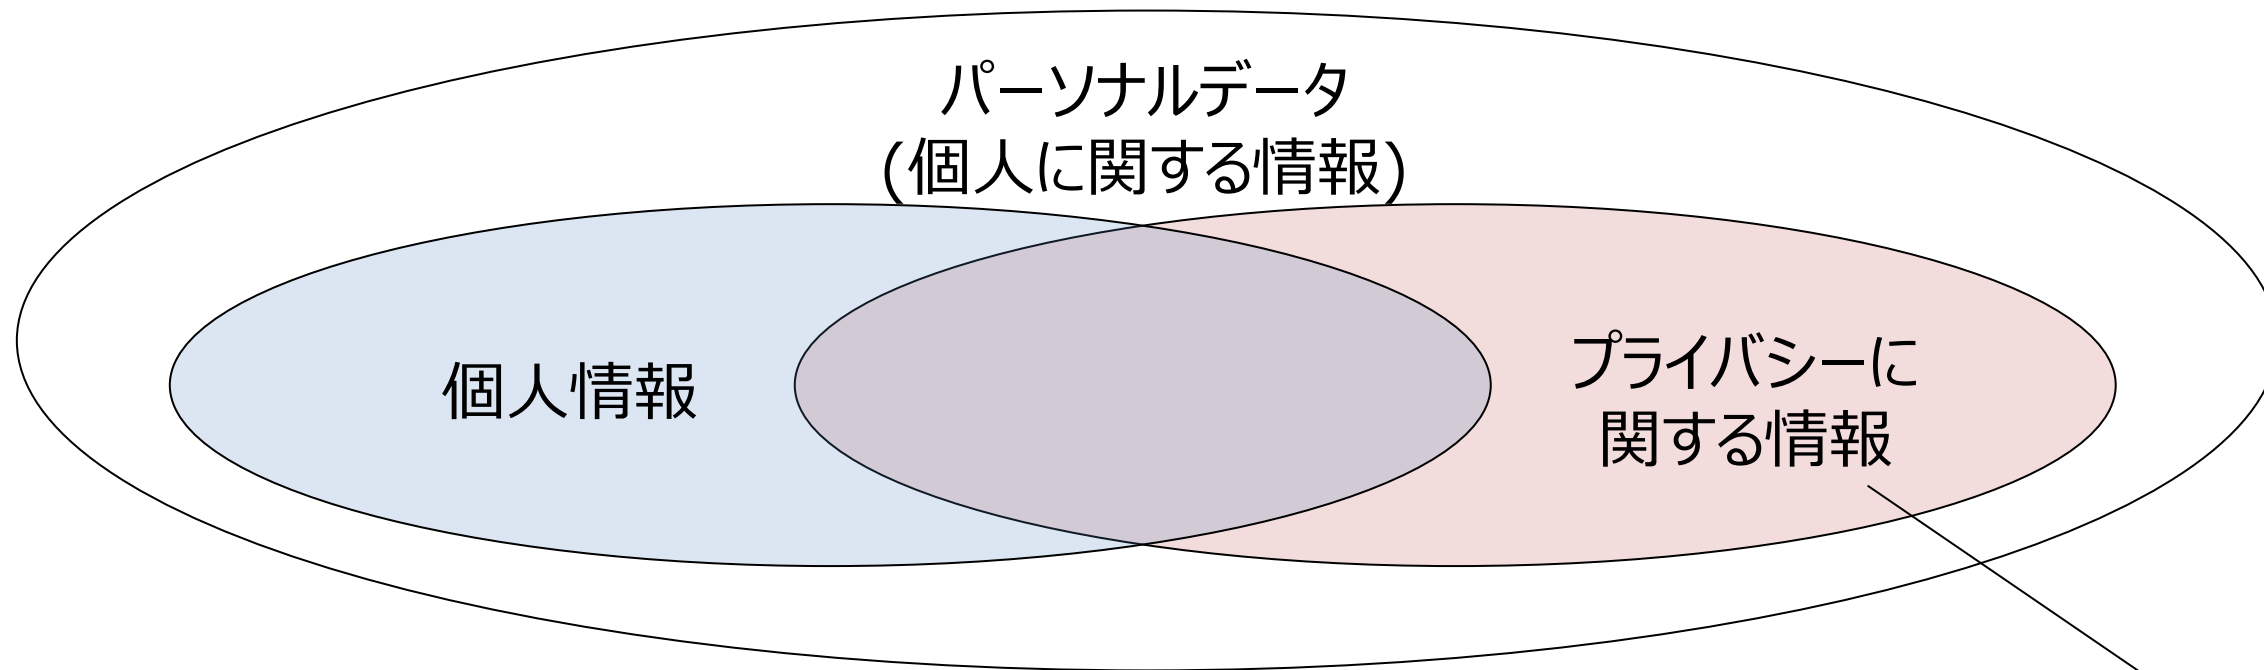 パーソナルデータ
(個人に関する情報)
個人情報
プライバシーに
関する情報